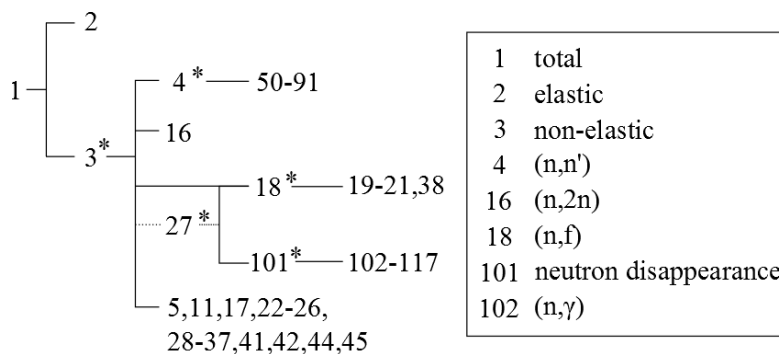 2
1
4* 50-91
16
3*
18* 19-21,38
27*
101* 102-117
5,11,17,22-26,
28-37,41,42,44,45
1 total
2 elastic
3 non-elastic
4 (n,n')
16 (n,2n)
18 (n,f)
101 neutron disappearance
102 (n,γ)